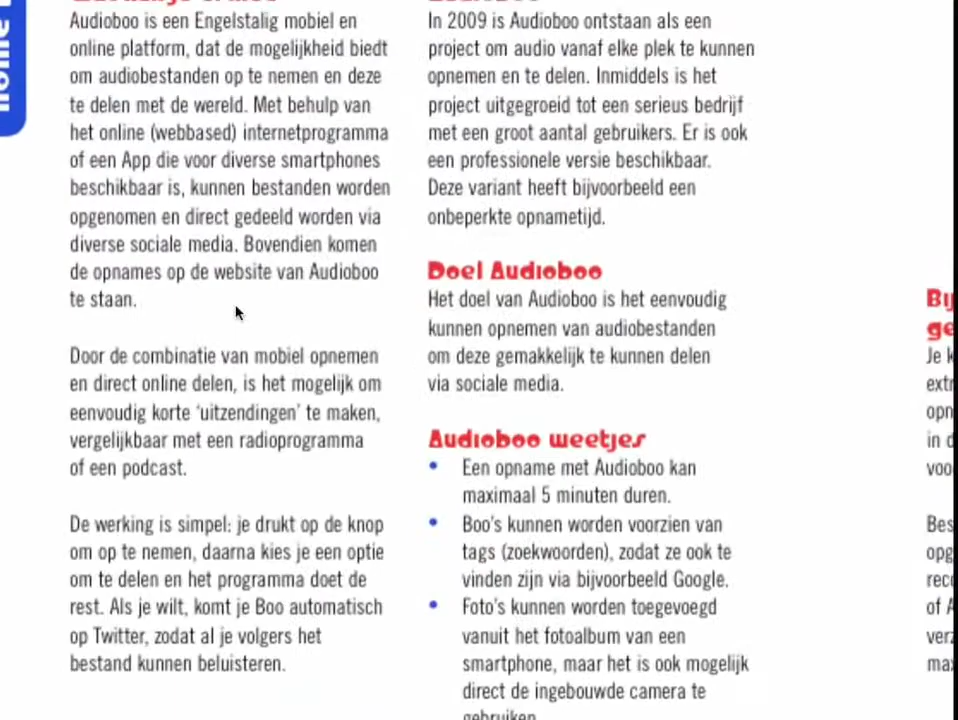 Audioboo is een Engelstalig mobiel en
online platform, dat de mogelijkheid biedt
om audiobestanden op te nemen en deze
te delen met de wereld. Met behulp van
het online (webbased) internetprogramma
of een App die voor diverse smartphones
beschikbaar is, kunnen bestanden worden
opgenomen en direct gedeeld worden via
diverse sociale media. Bovendien komen
de opnames op de website van Audioboo
te staan.
Door de combinatie van mobiel opnemen
en direct online delen, is het mogelijk om
eenvoudig korte ‘uitzendingen’ te maken,
vergelijkbaar met een radioprogramma
of een podcast.
De werking is simpel: je drukt op de knop
om op te nemen, daarna kies je een optie
om te delen en het programma doet de
rest. Als je wilt, komt je Boo automatisch
op Twitter, zodat al je volgers het
bestand kunnen beluisteren.
In 2009 is Audioboo ontstaan als een
project om audio vanaf elke plek te kunnen
opnemen en te delen. Inmiddels is het
project uitgegroeid tot een serieus bedrijf
met een groot aantal gebruikers. Er is ook
een professionele versie beschikbaar.
Deze variant heeft bijvoorbeeld een
onbeperkte opnametijd.
Doel Audioboo
Het doel van Audioboo is het eenvoudig
kunnen opnemen van audiobestanden
om deze gemakkelijk te kunnen delen
via sociale media.
Audioboo weetjes
• Een opname met Audioboo kan
maximaal 5 minuten duren.
• Boo's kunnen worden voorzien van
tags (zoekwoorden), zodat ze ook te
vinden zijn via bijvoorbeeld Google.
• Foto's kunnen worden toegevoegd
vanuit het fotoalbum van een
smartphone, maar het is ook mogelijk
direct de ingebouwde camera te
gebruiken